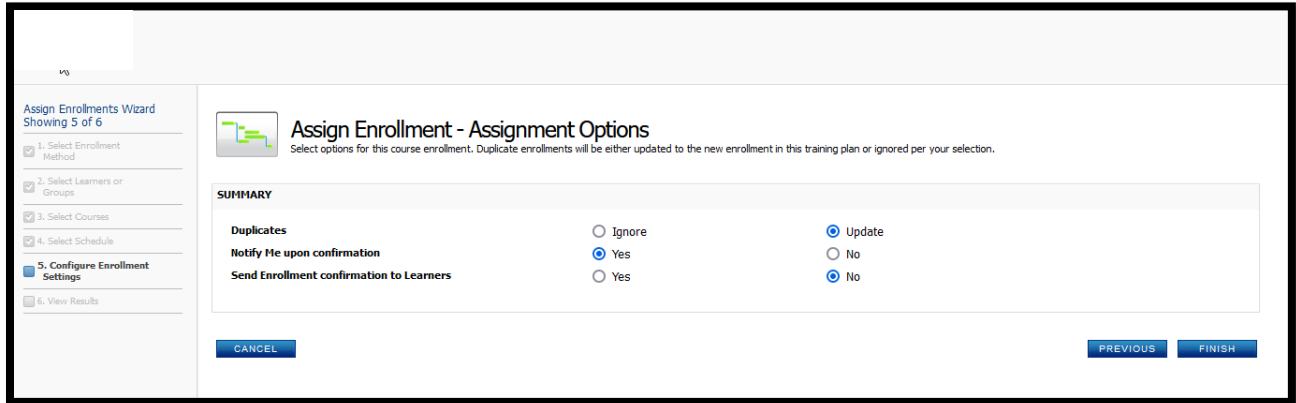 Assign Enrollments Wizard
Showing 5 of 6
1. Select Enrollment
Method
2. Select Learners or
Groups
3. Select Courses
4. Select Schedule
5. Configure Enrollment
Settings
6. View Results
Assign Enrollment - Assignment Options
Select options for this course enrollment. Duplicate enrollments will be either updated to the new enrollment in this training plan or ignored per your selection.
SUMMARY
Duplicates Ignore Update
Notify Me upon confirmation Yes No
Send Enrollment confirmation to Learners Yes No
CANCEL PREVIOUS FINISH